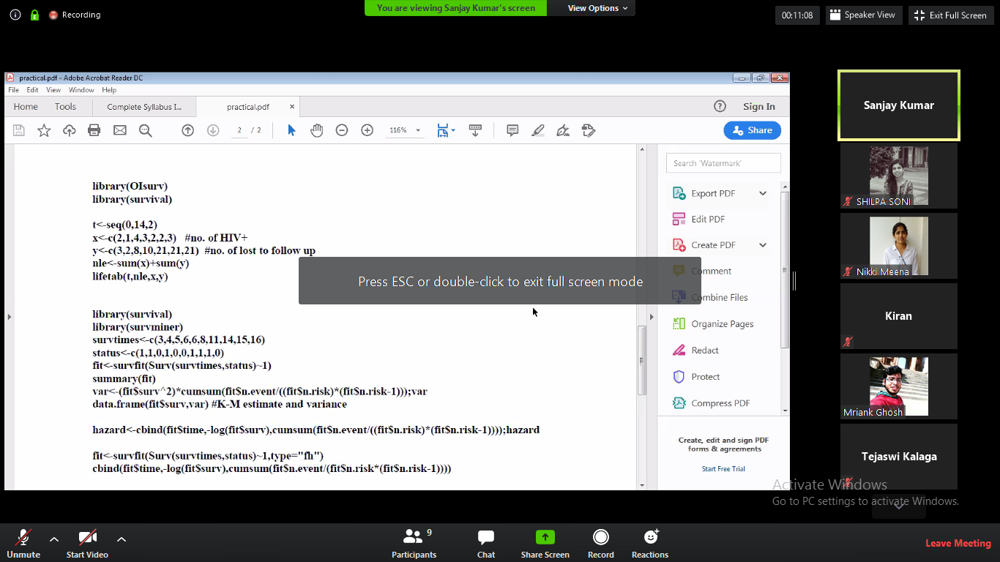 Recording
You are viewing Sanjay Kumar's screen
View Options
00:11:08
Speaker View
Exit Full Screen
practical.pdf - Adobe Acrobat Reader DC
File Edit View Window Help
Home Tools Complete Syllabus I... practical.pdf × Sign In
2 / 2 116% Share
library(OIsurv)
library(survival)
t<-seq(0,14,2)
x<-c(2,1,4,3,2,2,3) #no. of HIV+
y<-c(3,2,8,10,21,21,21) #no. of lost to follow up
nle<-sum(x)+sum(y)
lifetab(t,nle,x,y)
library(survival)
library(survminer)
survtimes<-c(3,4,5,6,6,8,11,14,15,16)
status<-c(1,1,0,1,0,0,1,1,1,0)
fit<-survfit(Surv(survtimes,status)~1)
summary(fit)
var<-(fit$surv^2)*cumsum(fit$n.event/((fit$n.risk)*(fit$n.risk-1)));var
data.frame(fit$surv,var) #K-M estimate and variance
hazard<-cbind(fit$time,-log(fit$surv),cumsum(fit$n.event/((fit$n.risk)*(fit$n.risk-1))));hazard
fit<-survfit(Surv(survtimes,status)~1,type="fh")
cbind(fit$time,-log(fit$surv),cumsum(fit$n.event/(fit$n.risk*(fit$n.risk-1))))
Press ESC or double-click to exit full screen mode
Search 'Watermark'
Export PDF
Edit PDF
Create PDF
Comment
Combine Files
Organize Pages
Redact
Protect
Compress PDF
Create, edit and sign PDF
forms & agreements
Start Free Trial
Sanjay Kumar
SHILPA SONI
Nikki Meena
Kiran
Mriank Ghosh
Tejaswi Kalaga
Activate Windows
Go to PC settings to activate Windows.
Unmute
Start Video
9
Participants
Chat
Share Screen
Record
Reactions
Leave Meeting